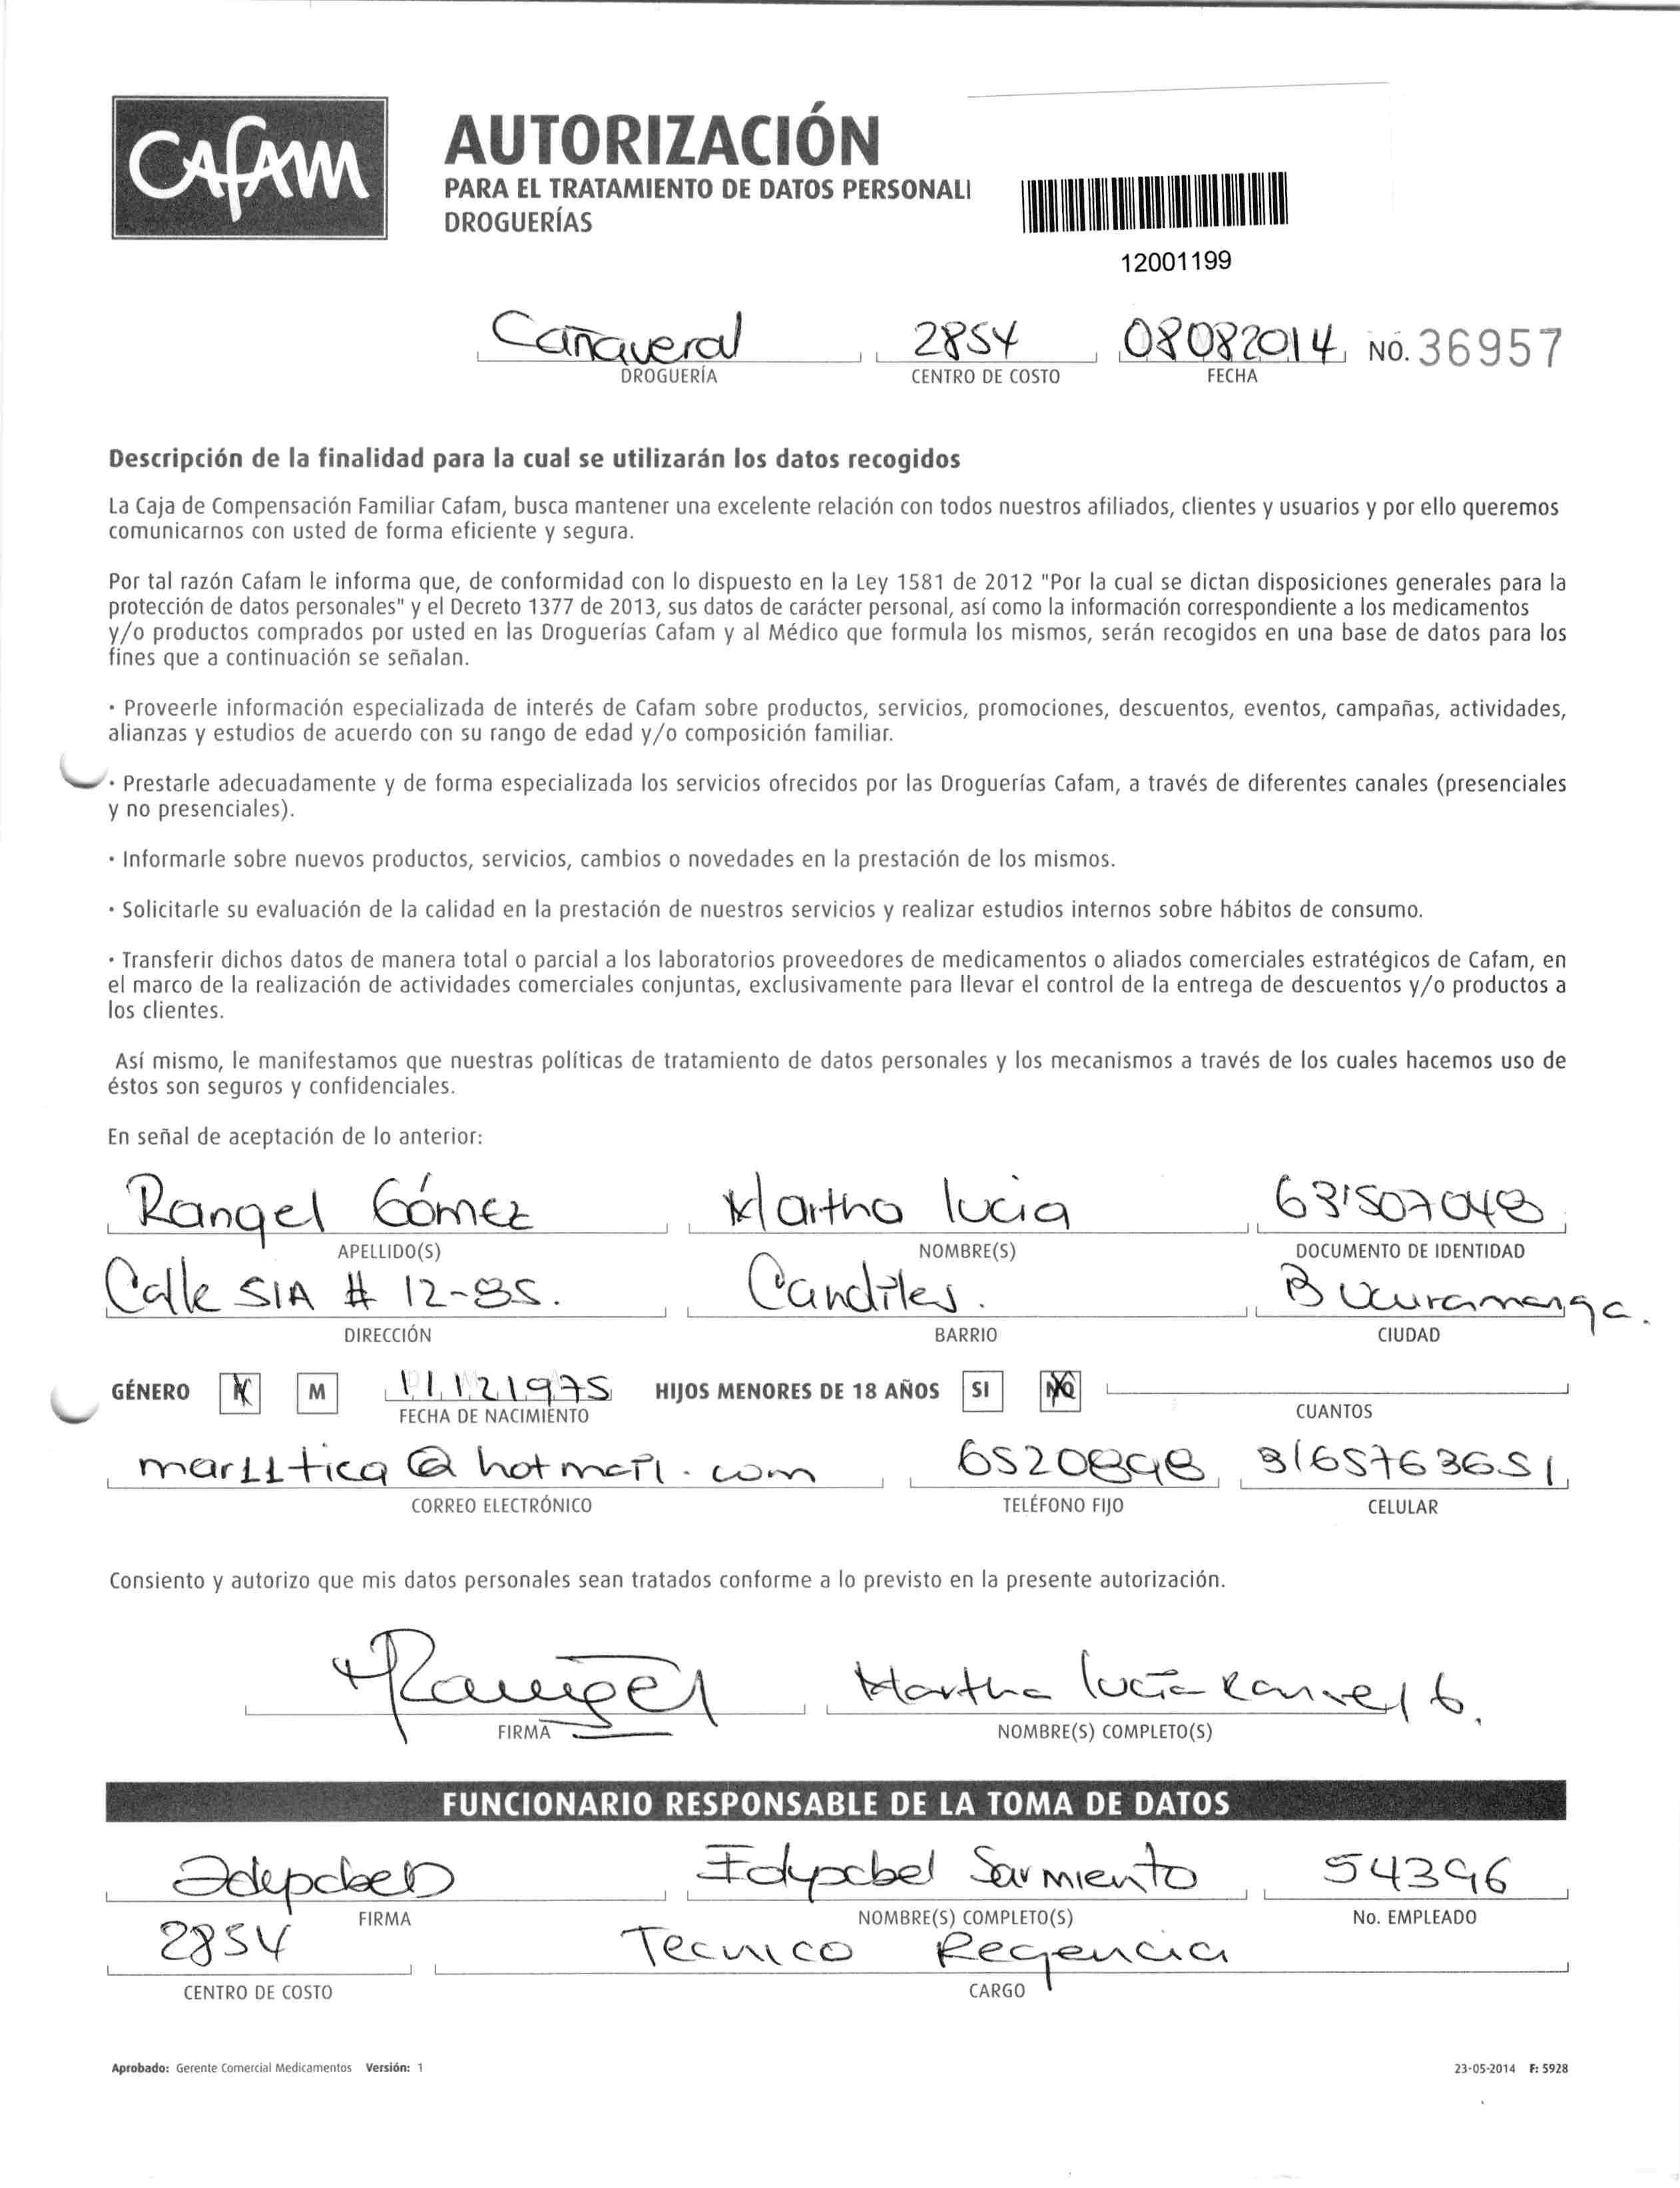 CAFAM
AUTORIZACIÓN
PARA EL TRATAMIENTO DE DATOS PERSONALI
DROGUERÍAS
12001199
Cañaveral 2854 08082014 NO. 36957
DROGUERÍA CENTRO DE COSTO FECHA
Descripción de la finalidad para la cual se utilizarán los datos recogidos
La Caja de Compensación Familiar Cafam, busca mantener una excelente relación con todos nuestros afiliados, clientes y usuarios y por ello queremos
comunicarnos con usted de forma eficiente y segura.
Por tal razón Cafam le informa que, de conformidad con lo dispuesto en la Ley 1581 de 2012 "Por la cual se dictan disposiciones generales para la
protección de datos personales" y el Decreto 1377 de 2013, sus datos de carácter personal, así como la información correspondiente a los medicamentos
y/o productos comprados por usted en las Droguerías Cafam y al Médico que formula los mismos, serán recogidos en una base de datos para los
fines que a continuación se señalan.
· Proveerle información especializada de interés de Cafam sobre productos, servicios, promociones, descuentos, eventos, campañas, actividades,
alianzas y estudios de acuerdo con su rango de edad y/o composición familiar.
· Prestarle adecuadamente y de forma especializada los servicios ofrecidos por las Droguerías Cafam, a través de diferentes canales (presenciales
y no presenciales).
· Informarle sobre nuevos productos, servicios, cambios o novedades en la prestación de los mismos.
· Solicitarle su evaluación de la calidad en la prestación de nuestros servicios y realizar estudios internos sobre hábitos de consumo.
· Transferir dichos datos de manera total o parcial a los laboratorios proveedores de medicamentos o aliados comerciales estratégicos de Cafam, en
el marco de la realización de actividades comerciales conjuntas, exclusivamente para llevar el control de la entrega de descuentos y/o productos a
los clientes.
Así mismo, le manifestamos que nuestras políticas de tratamiento de datos personales y los mecanismos a través de los cuales hacemos uso de
éstos son seguros y confidenciales.
En señal de aceptación de lo anterior:
Rangel Gómez Martha lucia 631507048
APELLIDO(S) NOMBRE(S) DOCUMENTO DE IDENTIDAD
Calle 51A # 12-85. Candiles. Bucuramanga.
DIRECCIÓN BARRIO CIUDAD
GÉNERO M 11121975 HIJOS MENORES DE 18 AÑOS SI NO
FECHA DE NACIMIENTO CUANTOS
@ hotmail.com 6520898 3165763651
CORREO ELECTRÓNICO TELÉFONO FIJO CELULAR
Consiento y autorizo que mis datos personales sean tratados conforme a lo previsto en la presente autorización.
Rangel Martha lucia Rangel G.
FIRMA NOMBRE(S) COMPLETO(S)
FUNCIONARIO RESPONSABLE DE LA TOMA DE DATOS
Sarmiento 54396
FIRMA NOMBRE(S) COMPLETO(S) No. EMPLEADO
2854 Tecnico Regencia
CENTRO DE COSTO CARGO
Aprobado: Gerente Comercial Medicamentos Versión: 1 23-05-2014 F: 5928